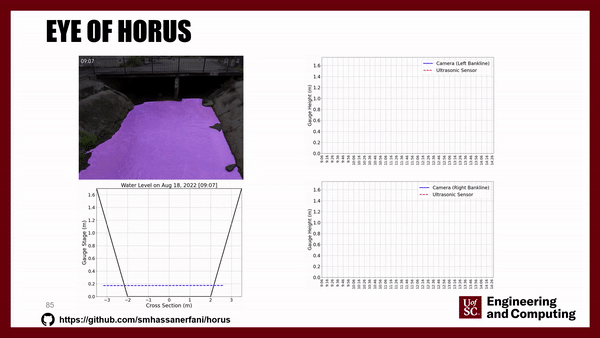 EYE OF HORUS
09:07
Water Level on Aug 18, 2022 [09:07]
Gauge Stage (m)
1.6
1.4
1.2
1.0
0.8
0.6
0.4
0.2
0.0
−3 −2 −1 0 1 2 3
Cross Section (m)
Camera (Left Bankline)
Ultrasonic Sensor
Gauge Height (m)
1.6
1.4
1.2
1.0
0.8
0.6
0.4
0.2
0.0
Camera (Right Bankline)
Ultrasonic Sensor
Gauge Height (m)
1.6
1.4
1.2
1.0
0.8
0.6
0.4
0.2
0.0
85
https://github.com/smhassanerfani/horus
UofSC
Engineering
and Computing